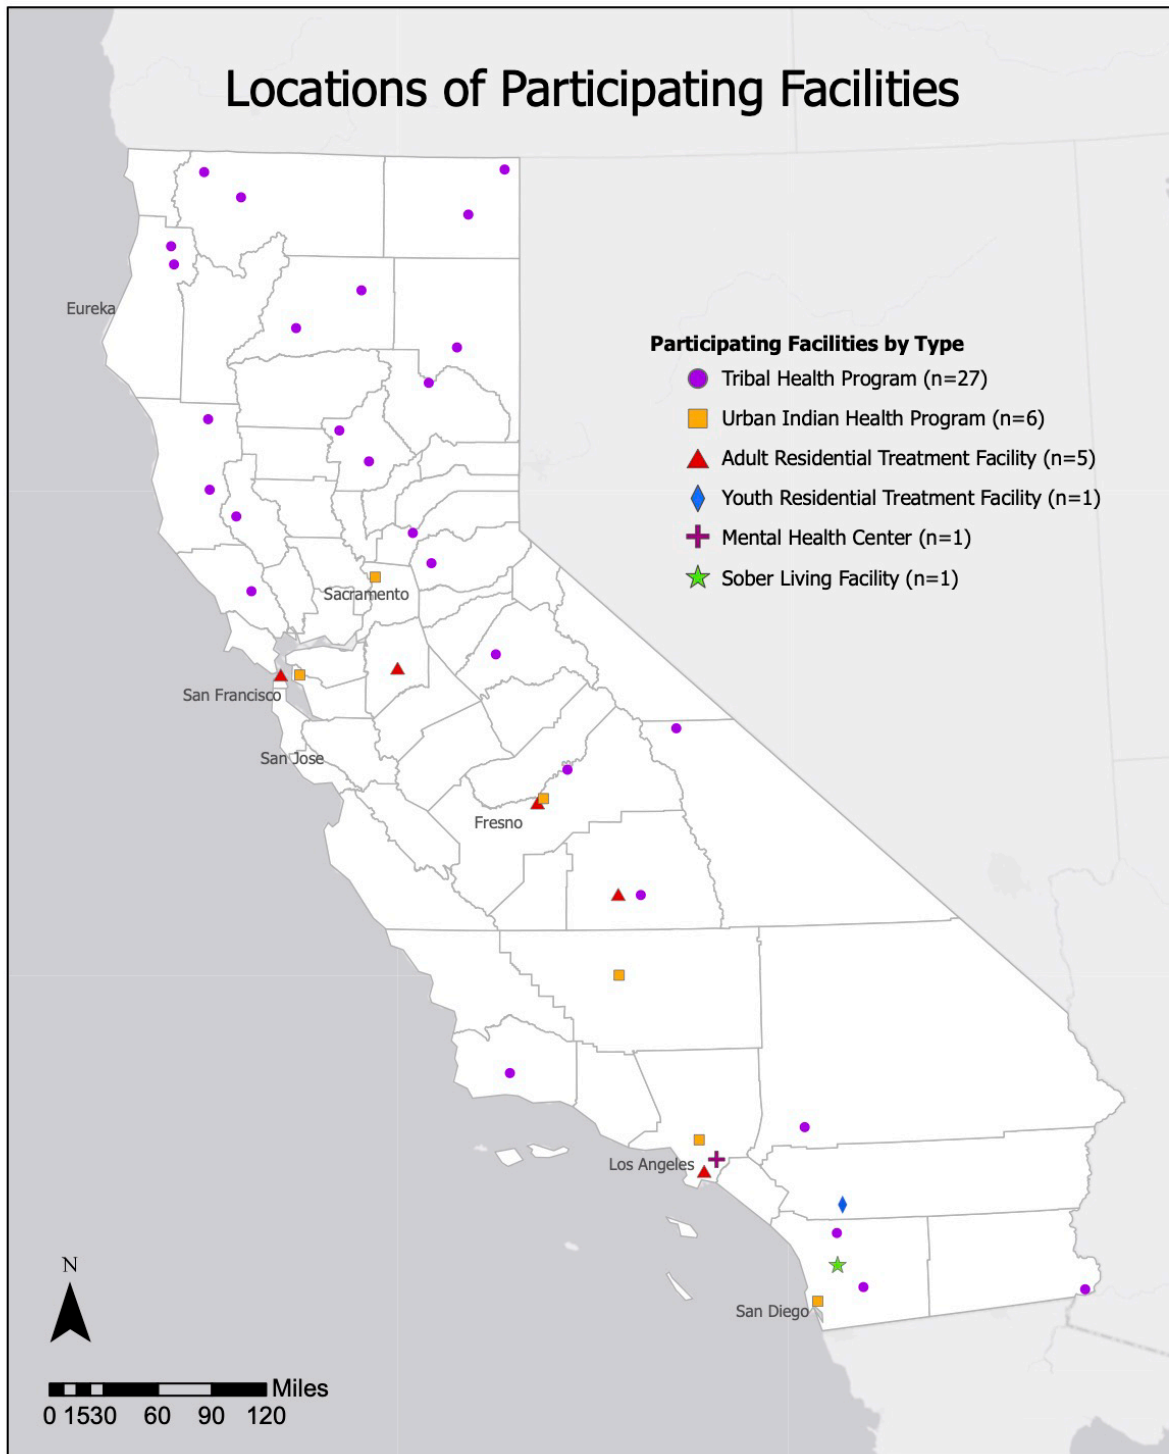 Locations of Participating Facilities
Eureka
Participating Facilities by Type
Tribal Health Program (n=27)
Urban Indian Health Program (n=6)
Adult Residential Treatment Facility (n=5)
Youth Residential Treatment Facility (n=1)
Mental Health Center (n=1)
Sober Living Facility (n=1)
Sacramento
San Francisco
San Jose
Fresno
Los Angeles
San Diego
N
Miles
0 1530 60 90 120